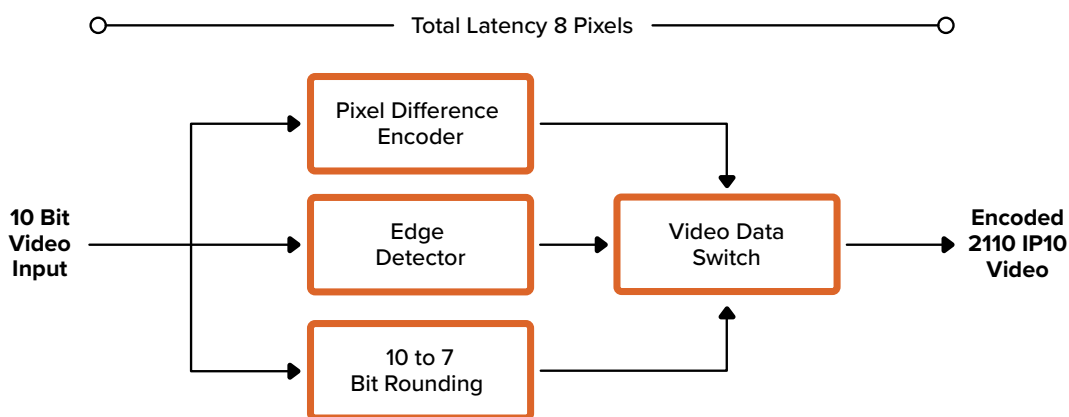 Total Latency 8 Pixels
Pixel Difference
Encoder
10 Bit
Video
Input
Edge
Detector
Video Data
Switch
Encoded
2110 IP10
Video
10 to 7
Bit Rounding